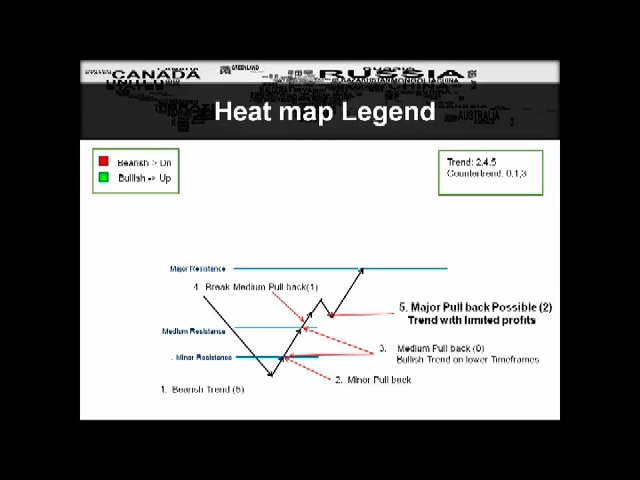 CANADA
GREENLAND
RUSSIA
CHINA
AUSTRALIA
Heat map Legend
Bearish > Dn
Bullish -> Up
Trend: 2,4,5
Countertrend: 0,1,3
Major Resistance
4. Break Medium Pull back(1)
5. Major Pull back Possible (2)
Trend with limited profits
Medium Resistance
3. Medium Pull back (0)
Bullish Trend on lower Timeframes
Minor Resistance
2. Minor Pull back
1. Bearish Trend (5)